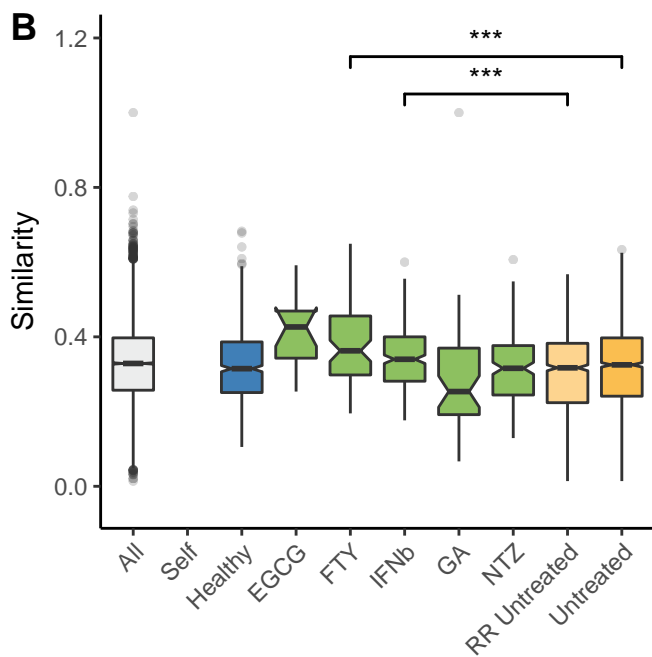 B
1.2
***
***
0.8
0.4
0.0
Similarity
All
Self
Healthy
EGCG
FTY
IFNb
GA
NTZ
RR Untreated
Untreated